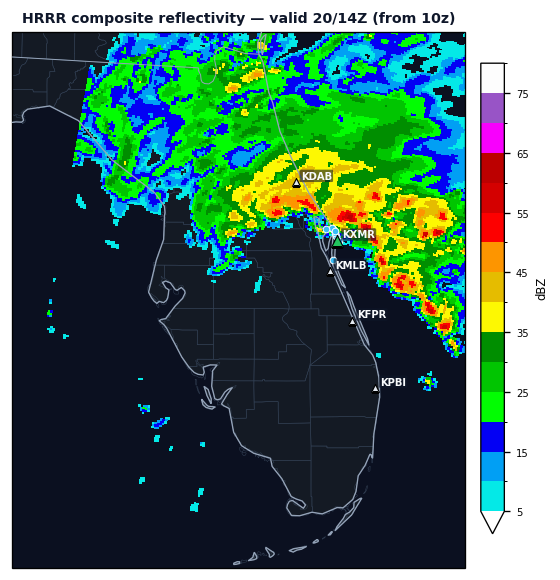 HRRR composite reflectivity — valid 20/14Z (from 10z)
KDAB
KXMR
KMLB
KFPR
KPBI
75
65
55
45
35
25
15
5
dBZ